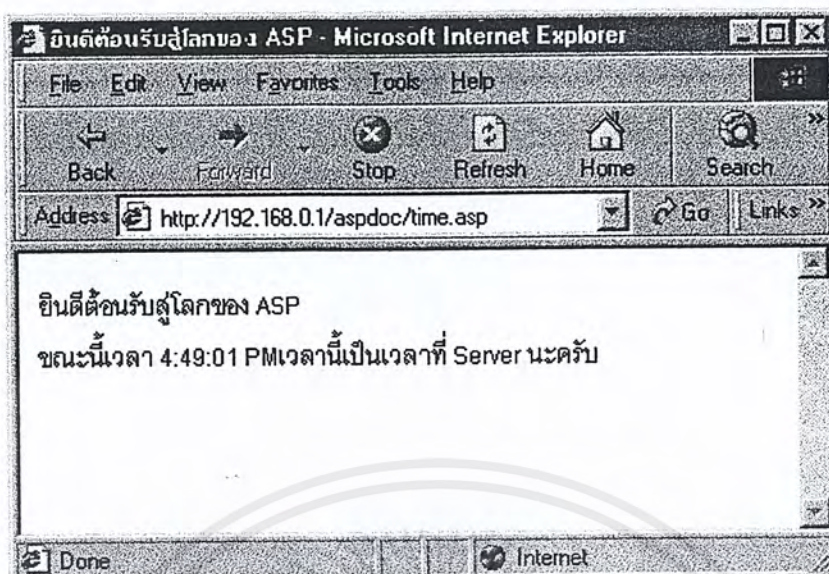 ยินดีต้อนรับสู่โลกของ ASP - Microsoft Internet Explorer
File Edit View Favorites Tools Help
Back Forward Stop Refresh Home Search »
Address http://192.168.0.1/aspdoc/time.asp Go Links »
ยินดีต้อนรับสู่โลกของ ASP
ขณะนี้เวลา 4:49:01 PMเวลานี้เป็นเวลาที่ Server นะครับ
Done Internet